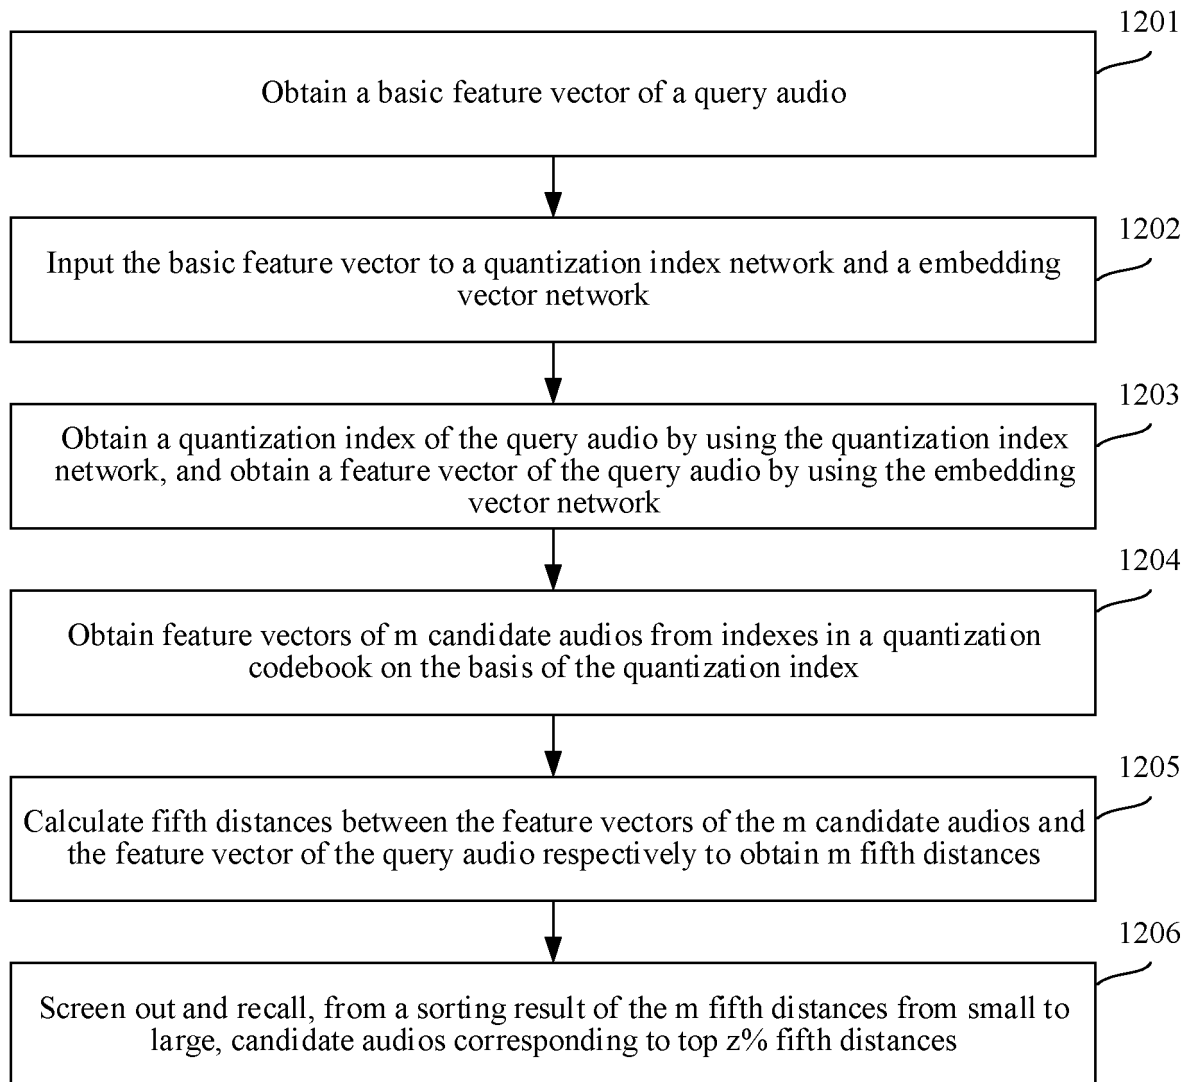 1201
Obtain a basic feature vector of a query audio
1202
Input the basic feature vector to a quantization index network and a embedding
vector network
1203
Obtain a quantization index of the query audio by using the quantization index
network, and obtain a feature vector of the query audio by using the embedding
vector network
1204
Obtain feature vectors of m candidate audios from indexes in a quantization
codebook on the basis of the quantization index
1205
Calculate fifth distances between the feature vectors of the m candidate audios and
the feature vector of the query audio respectively to obtain m fifth distances
1206
Screen out and recall, from a sorting result of the m fifth distances from small to
large, candidate audios corresponding to top z% fifth distances